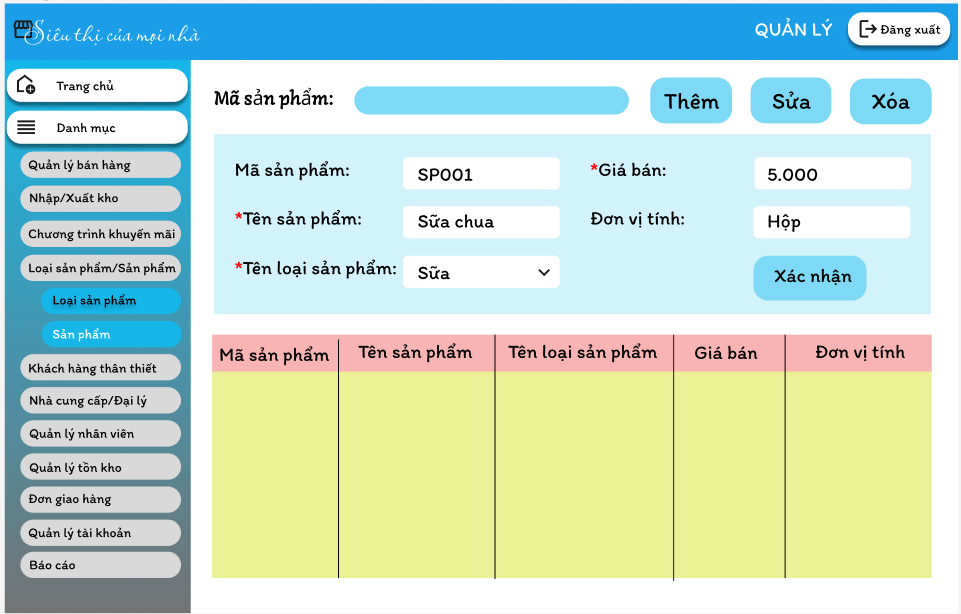 Siêu thị của mọi nhà
QUẢN LÝ
Đăng xuất
Trang chủ
Danh mục
Quản lý bán hàng
Nhập/Xuất kho
Chương trình khuyến mãi
Loại sản phẩm/Sản phẩm
Loại sản phẩm
Sản phẩm
Khách hàng thân thiết
Nhà cung cấp/Đại lý
Quản lý nhân viên
Quản lý tồn kho
Đơn giao hàng
Quản lý tài khoản
Báo cáo
Mã sản phẩm:
Thêm
Sửa
Xóa
Mã sản phẩm: SP001 *Giá bán: 5.000
*Tên sản phẩm: Sữa chua Đơn vị tính: Hộp
*Tên loại sản phẩm: Sữa
Xác nhận
Mã sản phẩm Tên sản phẩm Tên loại sản phẩm Giá bán Đơn vị tính